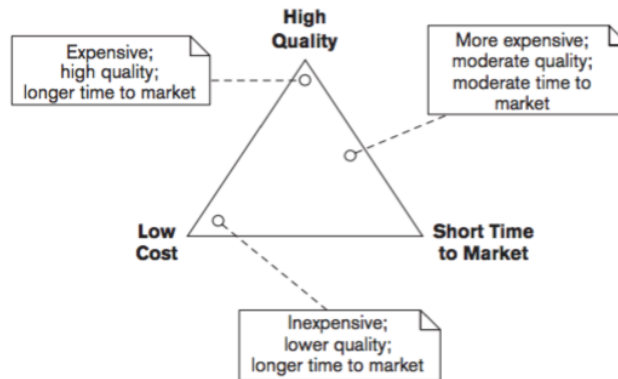 High
Quality
Expensive;
high quality;
longer time to market
More expensive;
moderate quality;
moderate time to
market
Low
Cost
Short Time
to Market
Inexpensive;
lower quality;
longer time to market